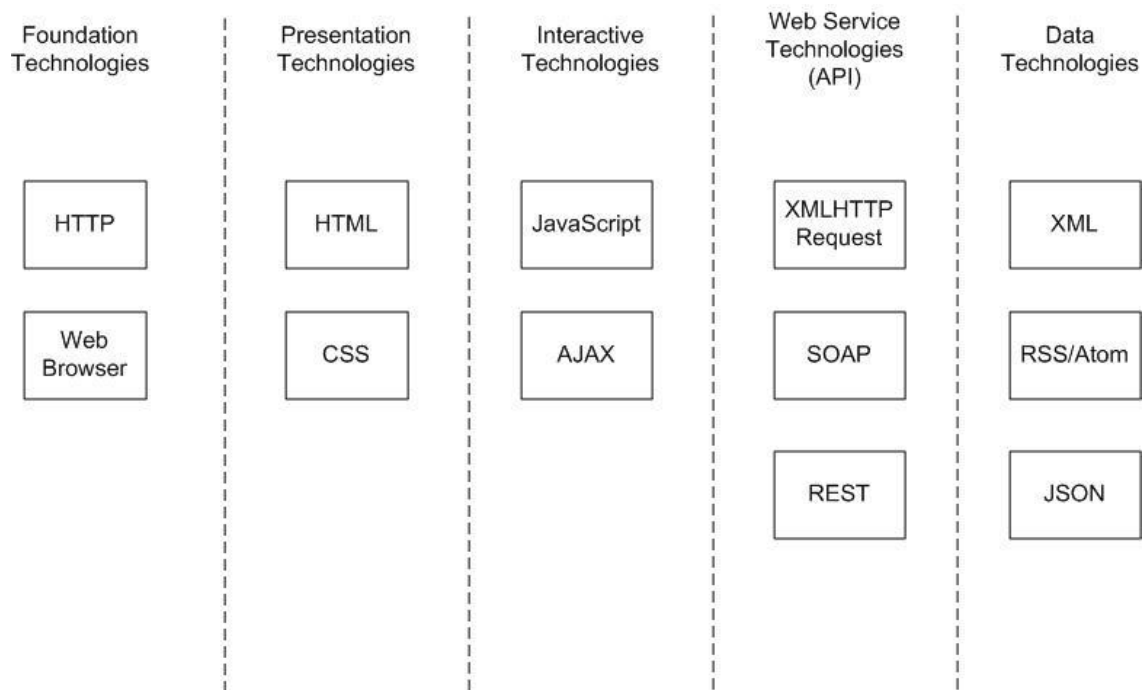 Foundation
Technologies
Presentation
Technologies
Interactive
Technologies
Web Service
Technologies
(API)
Data
Technologies
HTTP
HTML
JavaScript
XMLHTTP
Request
XML
Web
Browser
CSS
AJAX
SOAP
RSS/Atom
REST
JSON